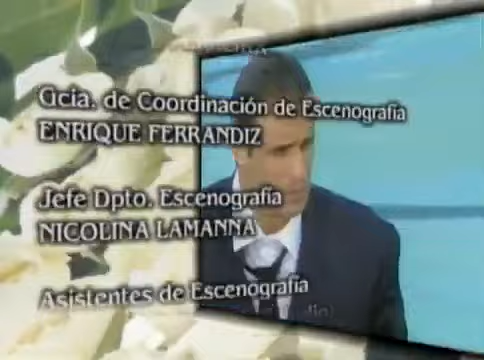 Gcia. de Coordinación de Escenografía
ENRIQUE FERRANDIZ
Jefe Dpto. Escenografía
NICOLINA LAMANNA
Asistentes de Escenografía